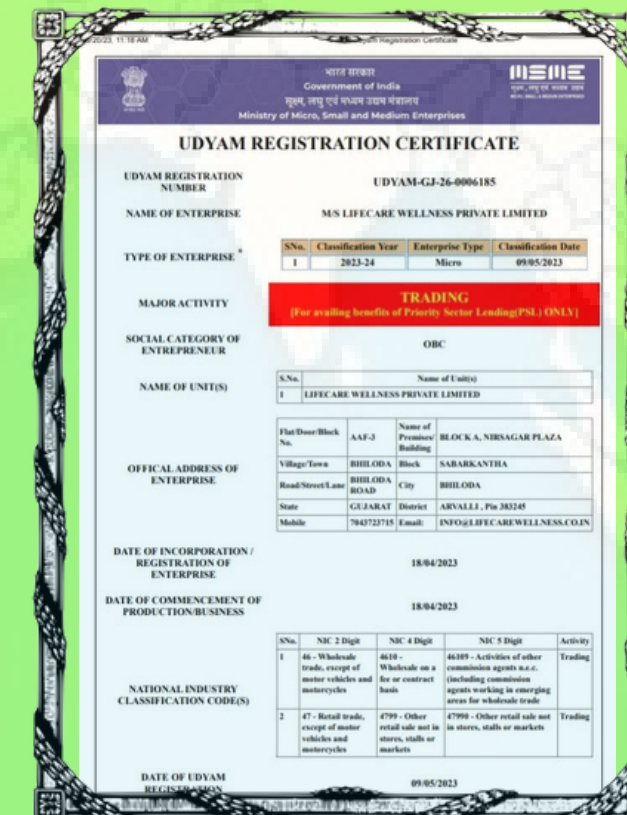 /20/23, 11:18 AM
Registration Certificate
भारत सरकार
Government of India
सूक्ष्म, लघु एवं मध्यम उद्यम मंत्रालय
Ministry of Micro, Small and Medium Enterprises
UDYAM REGISTRATION CERTIFICATE
UDYAM REGISTRATION NUMBER UDYAM-GJ-26-0006185
NAME OF ENTERPRISE M/S LIFECARE WELLNESS PRIVATE LIMITED
TYPE OF ENTERPRISE *
SNo. Classification Year Enterprise Type Classification Date
1 2023-24 Micro 09/05/2023
MAJOR ACTIVITY
TRADING
[For availing benefits of Priority Sector Lending(PSL) ONLY]
SOCIAL CATEGORY OF ENTREPRENEUR OBC
NAME OF UNIT(S)
S.No. Name of Unit(s)
1 LIFECARE WELLNESS PRIVATE LIMITED
OFFICAL ADDRESS OF ENTERPRISE
Flat/Door/Block No. AAF-3 Name of Premises/ Building BLOCK A, NIRSAGAR PLAZA
Village/Town BHILODA Block SABARKANTHA
Road/Street/Lane BHILODA ROAD City BHILODA
State GUJARAT District ARVALLI , Pin 383245
Mobile 7043723715 Email: INFO@LIFECAREWELLNESS.CO.IN
DATE OF INCORPORATION / REGISTRATION OF ENTERPRISE 18/04/2023
DATE OF COMMENCEMENT OF PRODUCTION/BUSINESS 18/04/2023
NATIONAL INDUSTRY CLASSIFICATION CODE(S)
SNo. NIC 2 Digit NIC 4 Digit NIC 5 Digit Activity
1 46 - Wholesale trade, except of motor vehicles and motorcycles 4610 - Wholesale on a fee or contract basis 46109 - Activities of other commission agents n.e.c. (including commission agents working in emerging areas for wholesale trade Trading
2 47 - Retail trade, except of motor vehicles and motorcycles 4799 - Other retail sale not in stores, stalls or markets 47990 - Other retail sale not in stores, stalls or markets Trading
DATE OF UDYAM REGISTRATION 09/05/2023